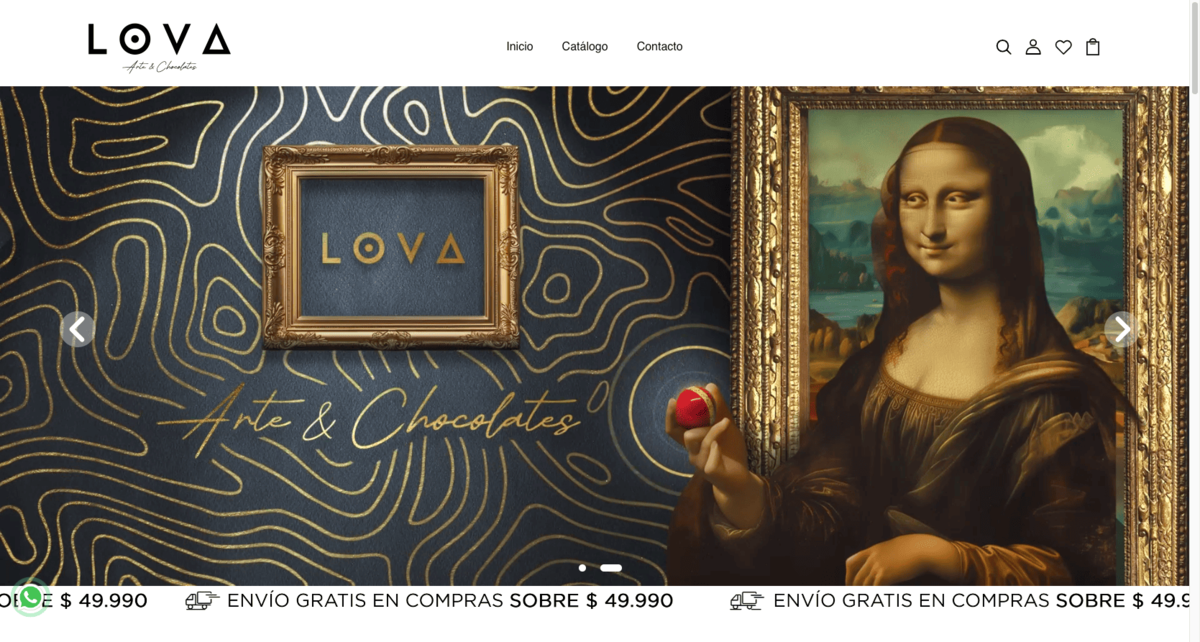 LOVA
Arte & Chocolates
Inicio Catálogo Contacto
LOVA
Arte & Chocolates
$ 49.990 ENVÍO GRATIS EN COMPRAS SOBRE $ 49.990 ENVÍO GRATIS EN COMPRAS SOBRE $ 49.9